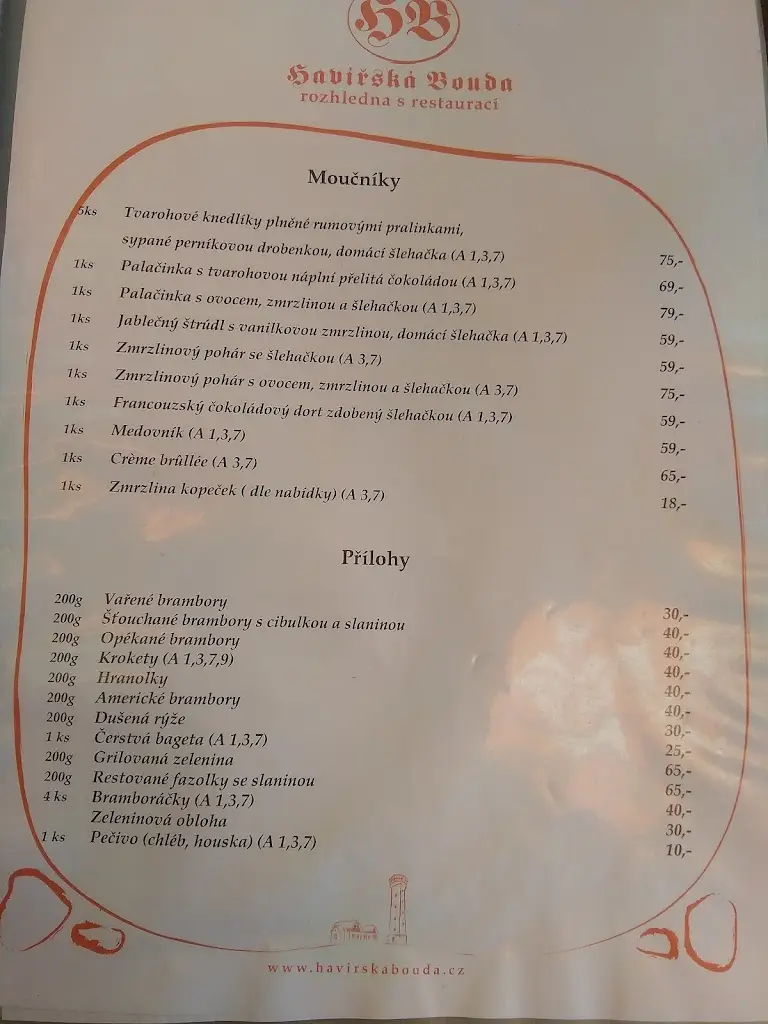 HB
Havířská Bouda
rozhledna s restaurací
Moučníky
5ks Tvarohové knedlíky plněné rumovými pralinkami,
sypané perníkovou drobenkou, domácí šlehačka (A 1,3,7) 75,-
1ks Palačinka s tvarohovou náplní přelitá čokoládou (A 1,3,7) 69,-
1ks Palačinka s ovocem, zmrzlinou a šlehačkou (A 1,3,7) 79,-
1ks Jablečný štrúdl s vanilkovou zmrzlinou, domácí šlehačka (A 1,3,7) 59,-
1ks Zmrzlinový pohár se šlehačkou (A 3,7) 59,-
1ks Zmrzlinový pohár s ovocem, zmrzlinou a šlehačkou (A 3,7) 75,-
1ks Francouzský čokoládový dort zdobený šlehačkou (A 1,3,7) 59,-
1ks Medovník (A 1,3,7) 59,-
1ks Crème brûllée (A 3,7) 65,-
1ks Zmrzlina kopeček ( dle nabídky) (A 3,7) 18,-
Přílohy
200g Vařené brambory 30,-
200g Šťouchané brambory s cibulkou a slaninou 40,-
200g Opékané brambory 40,-
200g Krokety (A 1,3,7,9) 40,-
200g Hranolky 40,-
200g Americké brambory 40,-
200g Dušená rýže 30,-
1 ks Čerstvá bageta (A 1,3,7) 25,-
200g Grilovaná zelenina 65,-
200g Restované fazolky se slaninou 65,-
4 ks Bramboráčky (A 1,3,7) 40,-
Zeleninová obloha 30,-
1 ks Pečivo (chléb, houska) (A 1,3,7) 10,-
www.havirskabouda.cz